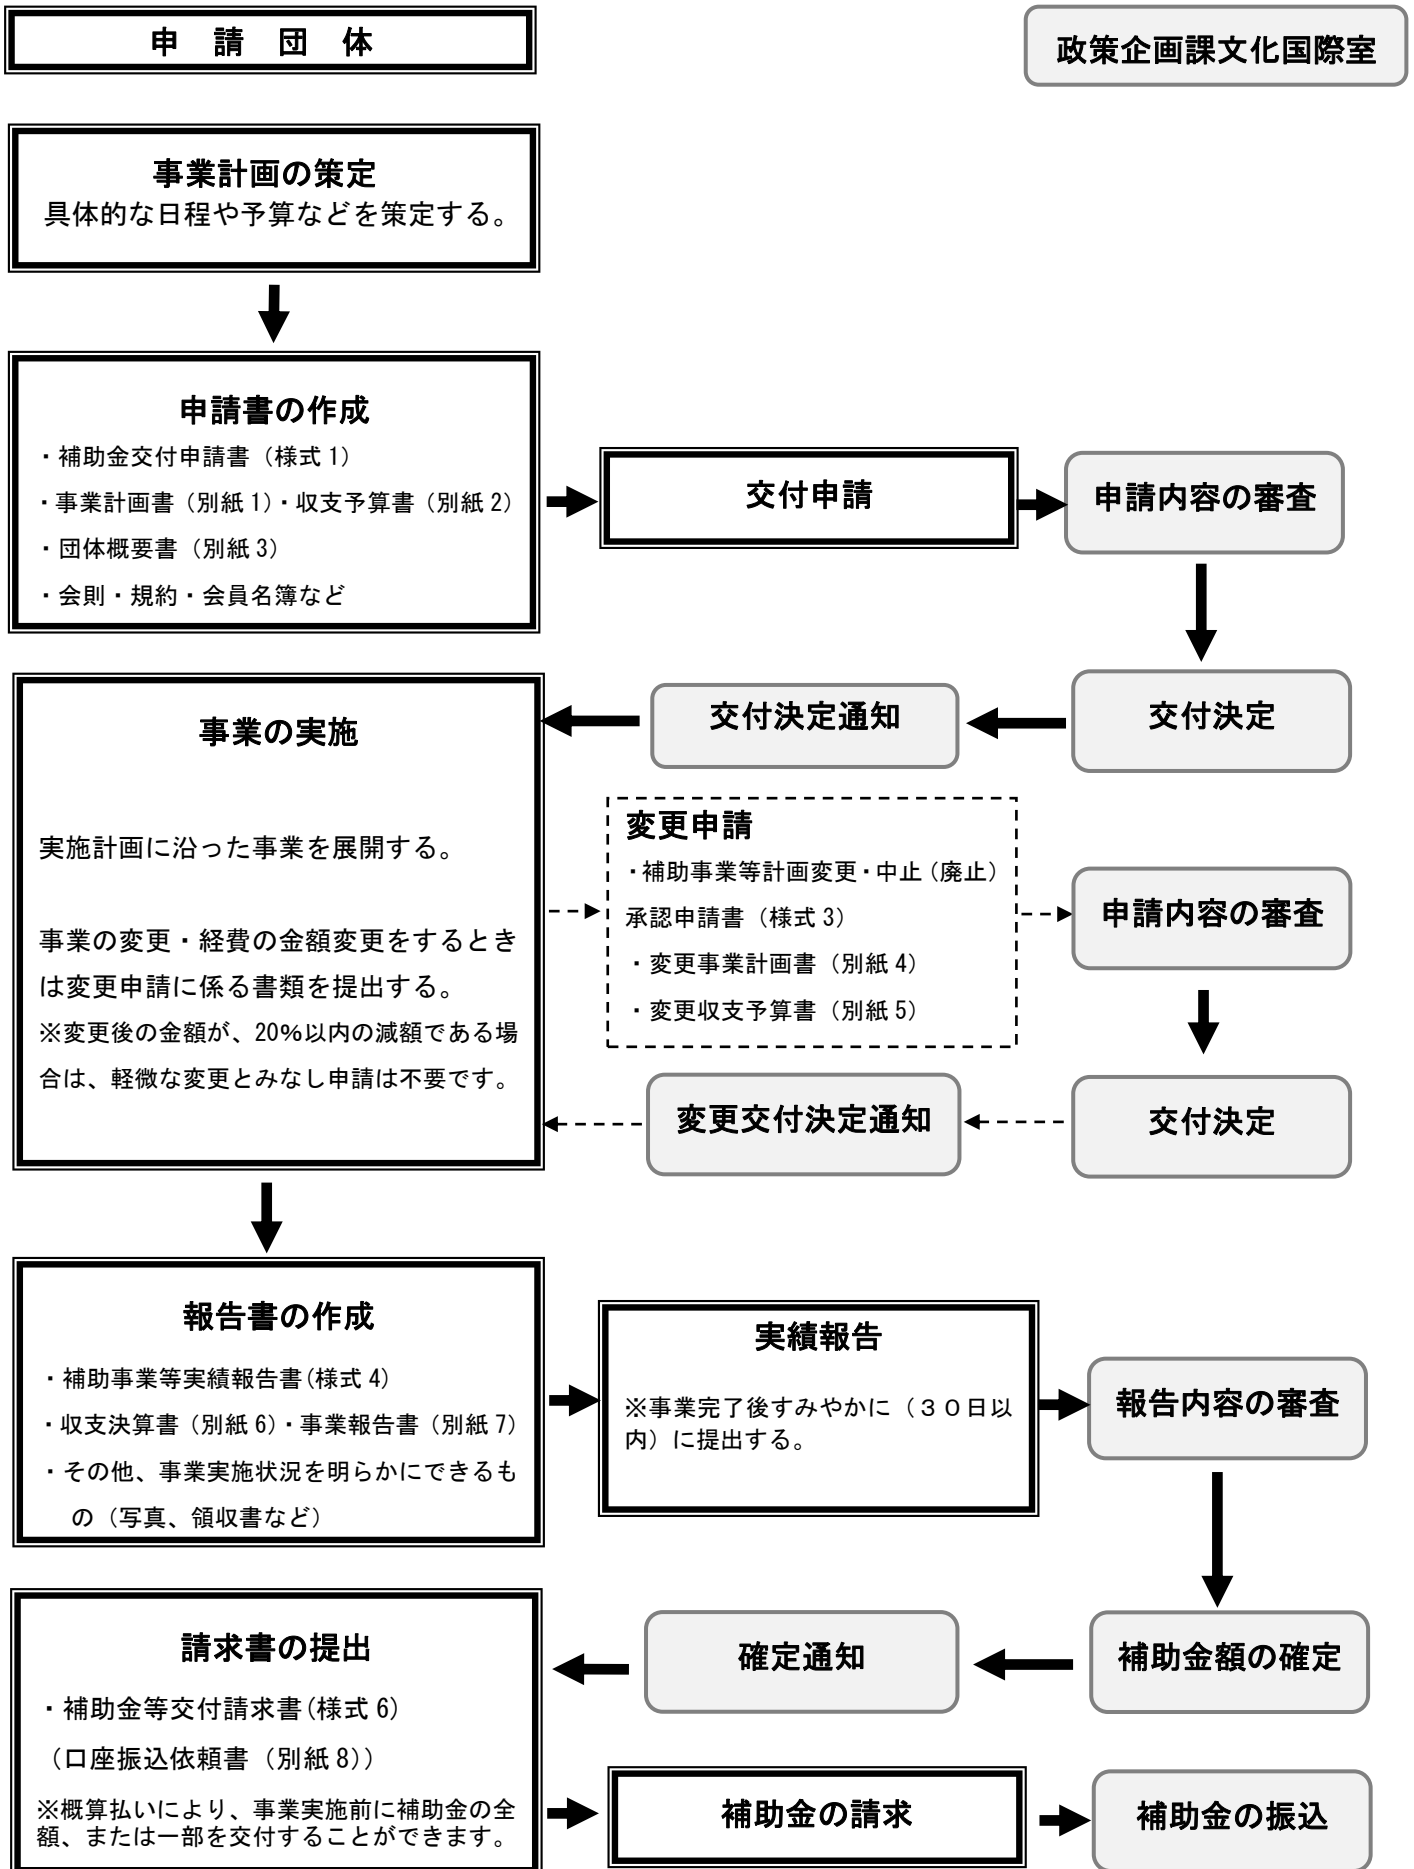 申 請 団 体
政策企画課文化国際室
事業計画の策定
具体的な日程や予算などを策定する。
申請書の作成
・補助金交付申請書（様式1）
・事業計画書（別紙1）・収支予算書（別紙2）
・団体概要書（別紙3）
・会則・規約・会員名簿など
交付申請
申請内容の審査
交付決定
交付決定通知
事業の実施
実施計画に沿った事業を展開する。
事業の変更・経費の金額変更をするとき
は変更申請に係る書類を提出する。
※変更後の金額が、20%以内の減額である場
合は、軽微な変更とみなし申請は不要です。
変更申請
・補助事業等計画変更・中止（廃止）
承認申請書（様式3）
・変更事業計画書（別紙4）
・変更収支予算書（別紙5）
申請内容の審査
交付決定
変更交付決定通知
報告書の作成
・補助事業等実績報告書(様式4)
・収支決算書（別紙6）・事業報告書（別紙7）
・その他、事業実施状況を明らかにできるも
の（写真、領収書など）
実績報告
※事業完了後すみやかに（３０日以
内）に提出する。
報告内容の審査
補助金額の確定
確定通知
請求書の提出
・補助金等交付請求書(様式6)
（口座振込依頼書（別紙8））
※概算払いにより、事業実施前に補助金の全
額、または一部を交付することができます。
補助金の請求
補助金の振込